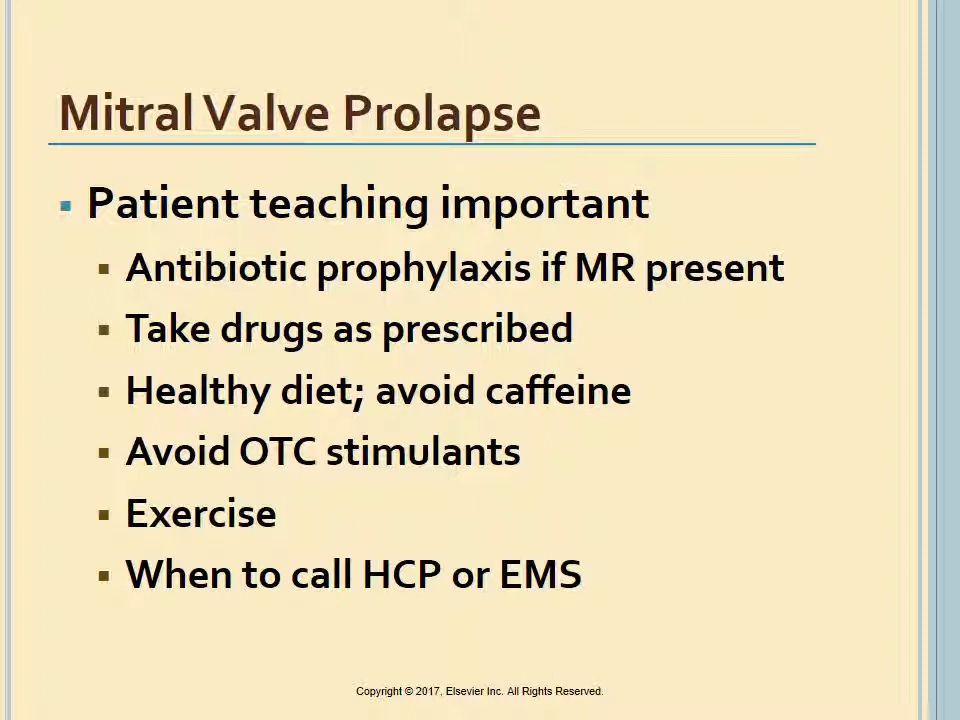 Mitral Valve Prolapse
Patient teaching important
Antibiotic prophylaxis if MR present
Take drugs as prescribed
Healthy diet; avoid caffeine
Avoid OTC stimulants
Exercise
When to call HCP or EMS
Copyright © 2017, Elsevier Inc. All Rights Reserved.